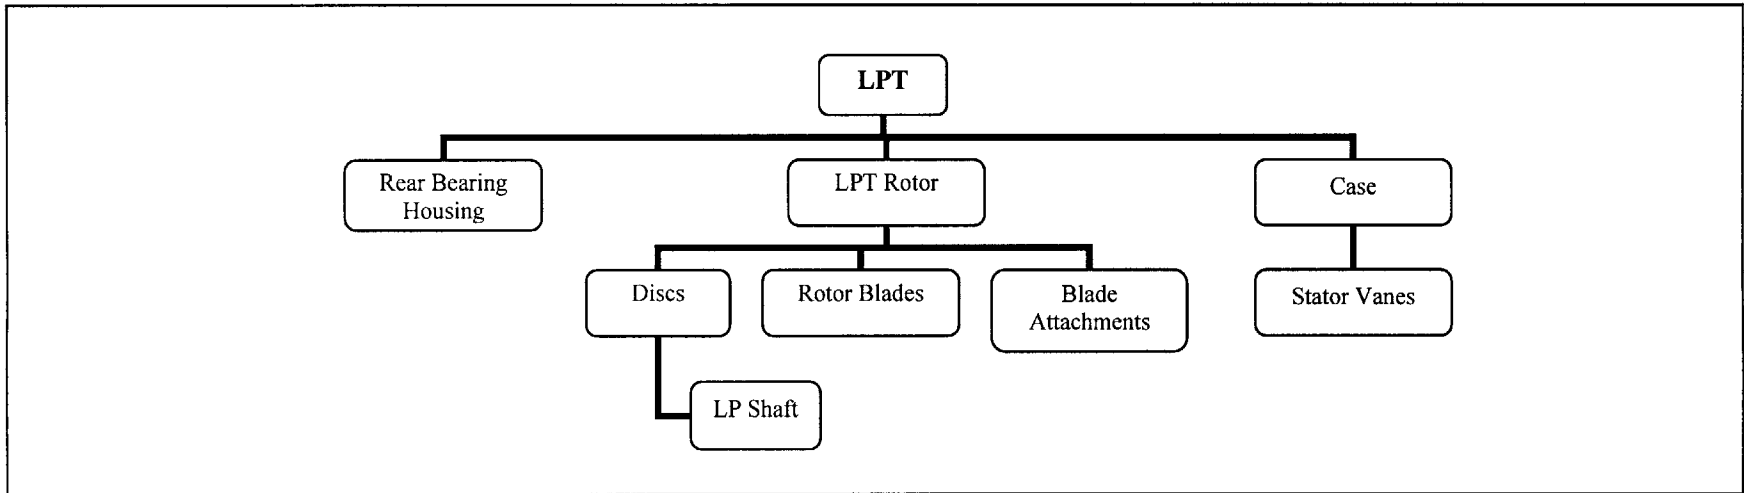 LPT
Rear Bearing
Housing
LPT Rotor
Case
Discs
Rotor Blades
Blade
Attachments
Stator Vanes
LP Shaft